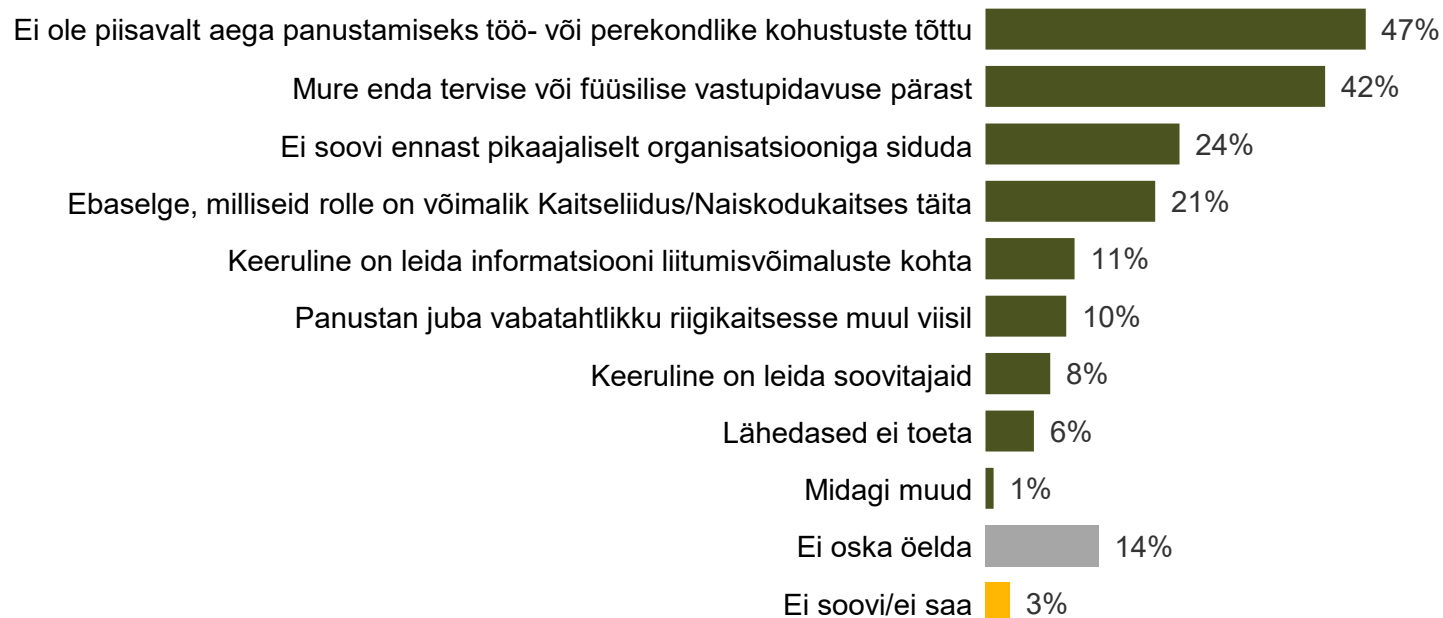 Ei ole piisavalt aega panustamiseks töö- või perekondlike kohustuste tõttu 47%
Mure enda tervise või füüsilise vastupidavuse pärast 42%
Ei soovi ennast pikaajaliselt organisatsiooniga siduda 24%
Ebaselge, milliseid rolle on võimalik Kaitseliidus/Naiskodukaitses täita 21%
Keeruline on leida informatsiooni liitumisvõimaluste kohta 11%
Panustan juba vabatahtlikku riigikaitsesse muul viisil 10%
Keeruline on leida soovitajaid 8%
Lähedased ei toeta 6%
Midagi muud 1%
Ei oska öelda 14%
Ei soovi/ei saa 3%